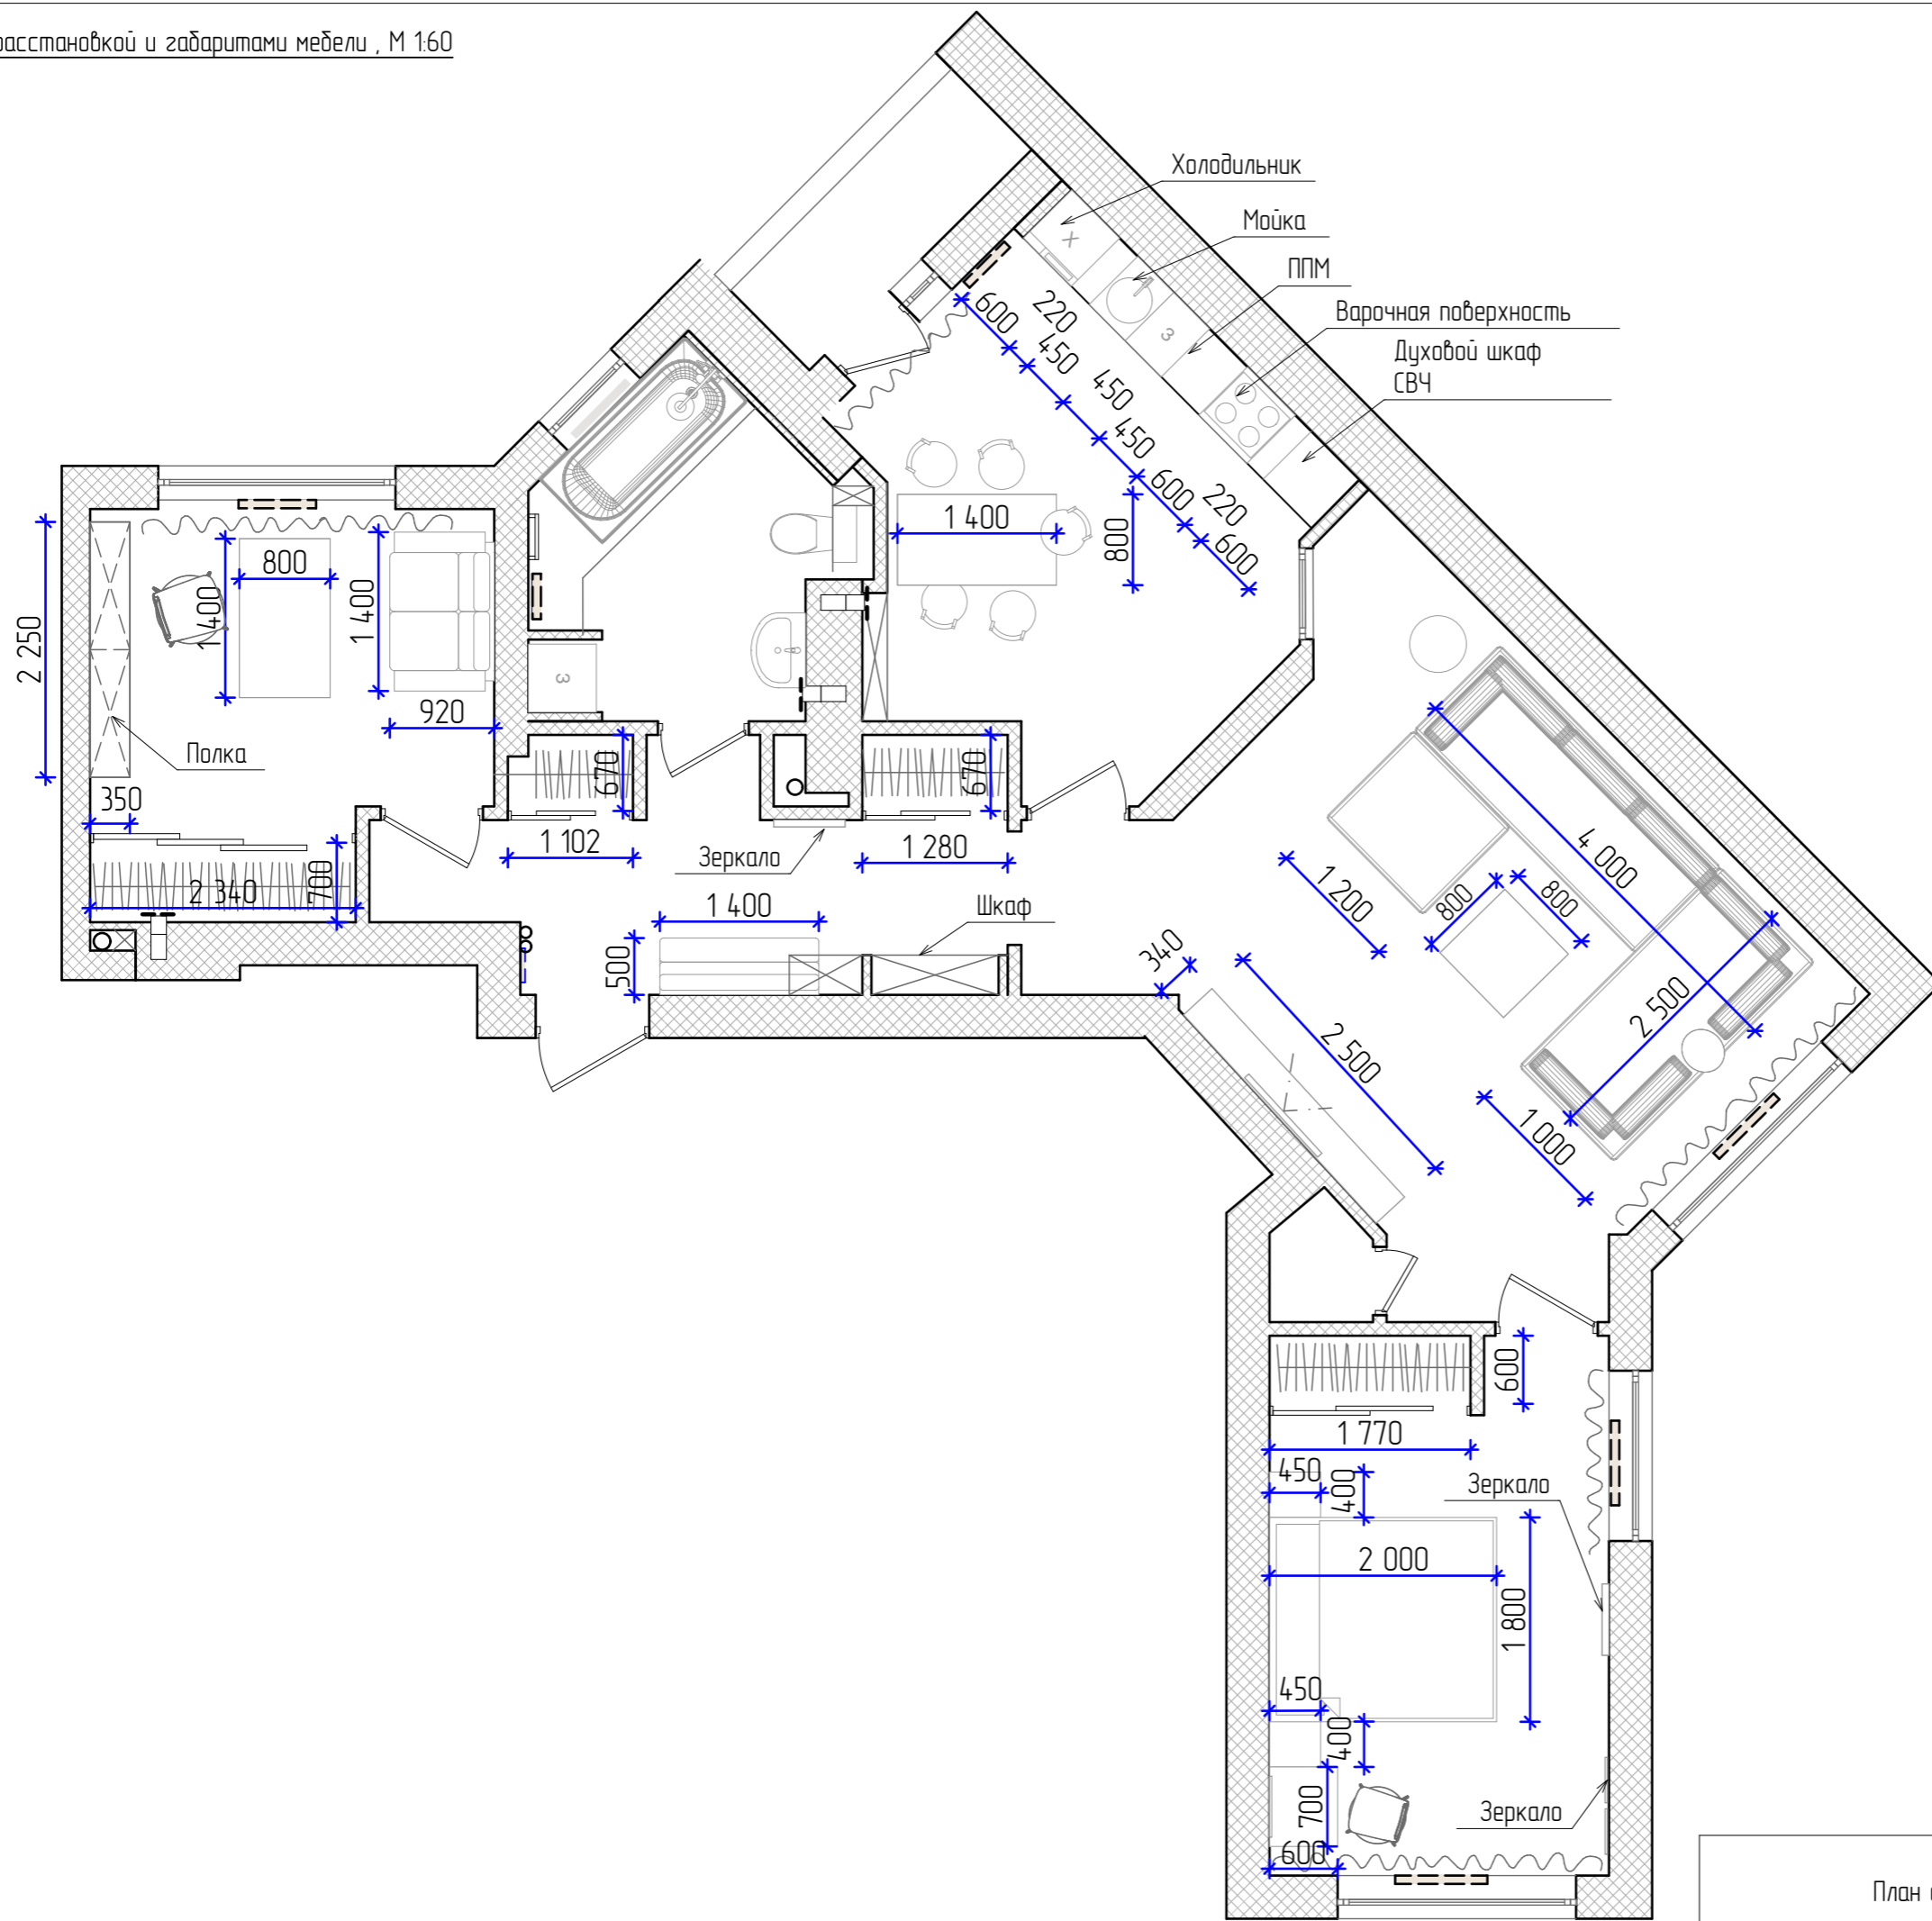 расстановкой и габаритами мебели , М 1:60
Холодильник
Мойка
ППМ
Варочная поверхность
Духовой шкаф
СВЧ
Х
З
600
220
450
450
450
600
220
600
1 400
800
2 250
800
1 400
1 400
920
Полка
350
2 340
700
З
670
1 102
Зеркало
670
1 280
1 400
500
Шкаф
4 000
1 200
800
800
340
2 500
2 500
1 000
600
1 770
450
400
Зеркало
2 000
1 800
450
400
700
600
Зеркало
План